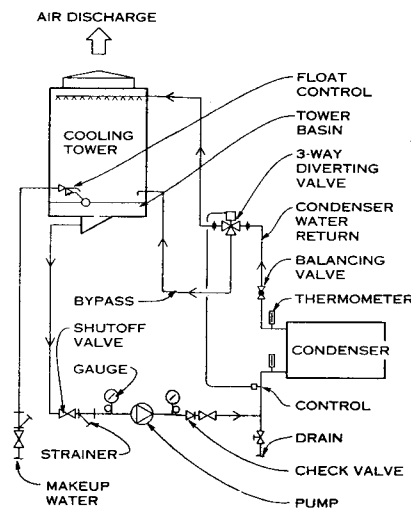 AIR DISCHARGE
FLOAT
CONTROL
COOLING
TOWER
TOWER
BASIN
3-WAY
DIVERTING
VALVE
CONDENSER
WATER
RETURN
BALANCING
VALVE
BYPASS
THERMOMETER
SHUTOFF
VALVE
CONDENSER
GAUGE
CONTROL
STRAINER
DRAIN
CHECK VALVE
MAKEUP
WATER
PUMP